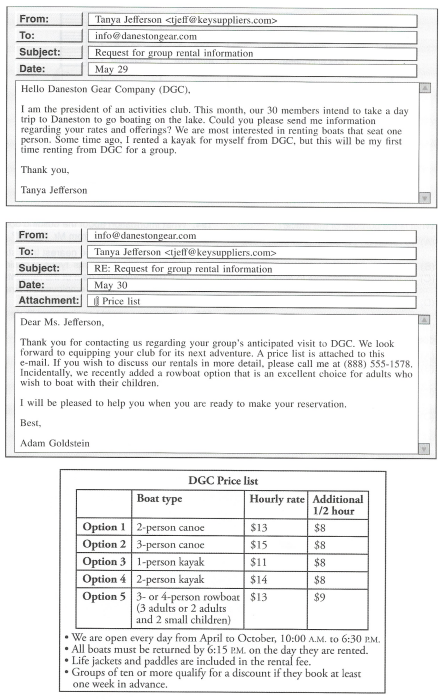 From: Tanya Jefferson <tjeff@keysuppliers.com>
To: info@danestongear.com
Subject: Request for group rental information
Date: May 29
Hello Daneston Gear Company (DGC),
I am the president of an activities club. This month, our 30 members intend to take a day
trip to Daneston to go boating on the lake. Could you please send me information
regarding your rates and offerings? We are most interested in renting boats that seat one
person. Some time ago, I rented a kayak for myself from DGC, but this will be my first
time renting from DGC for a group.
Thank you,
Tanya Jefferson
From: info@danestongear.com
To: Tanya Jefferson <tjeff@keysuppliers.com>
Subject: RE: Request for group rental information
Date: May 30
Attachment: Price list
Dear Ms. Jefferson,
Thank you for contacting us regarding your group's anticipated visit to DGC. We look
forward to equipping your club for its next adventure. A price list is attached to this
e-mail. If you wish to discuss our rentals in more detail, please call me at (888) 555-1578.
Incidentally, we recently added a rowboat option that is an excellent choice for adults who
wish to boat with their children.
I will be pleased to help you when you are ready to make your reservation.
Best,
Adam Goldstein
DGC Price list
Boat type Hourly rate Additional
1/2 hour
Option 1 2-person canoe $13 $8
Option 2 3-person canoe $15 $8
Option 3 1-person kayak $11 $8
Option 4 2-person kayak $14 $8
Option 5 3- or 4-person rowboat $13 $9
(3 adults or 2 adults
and 2 small children)
• We are open every day from April to October, 10:00 A.M. to 6:30 P.M.
• All boats must be returned by 6:15 P.M. on the day they are rented.
• Life jackets and paddles are included in the rental fee.
• Groups of ten or more qualify for a discount if they book at least
one week in advance.